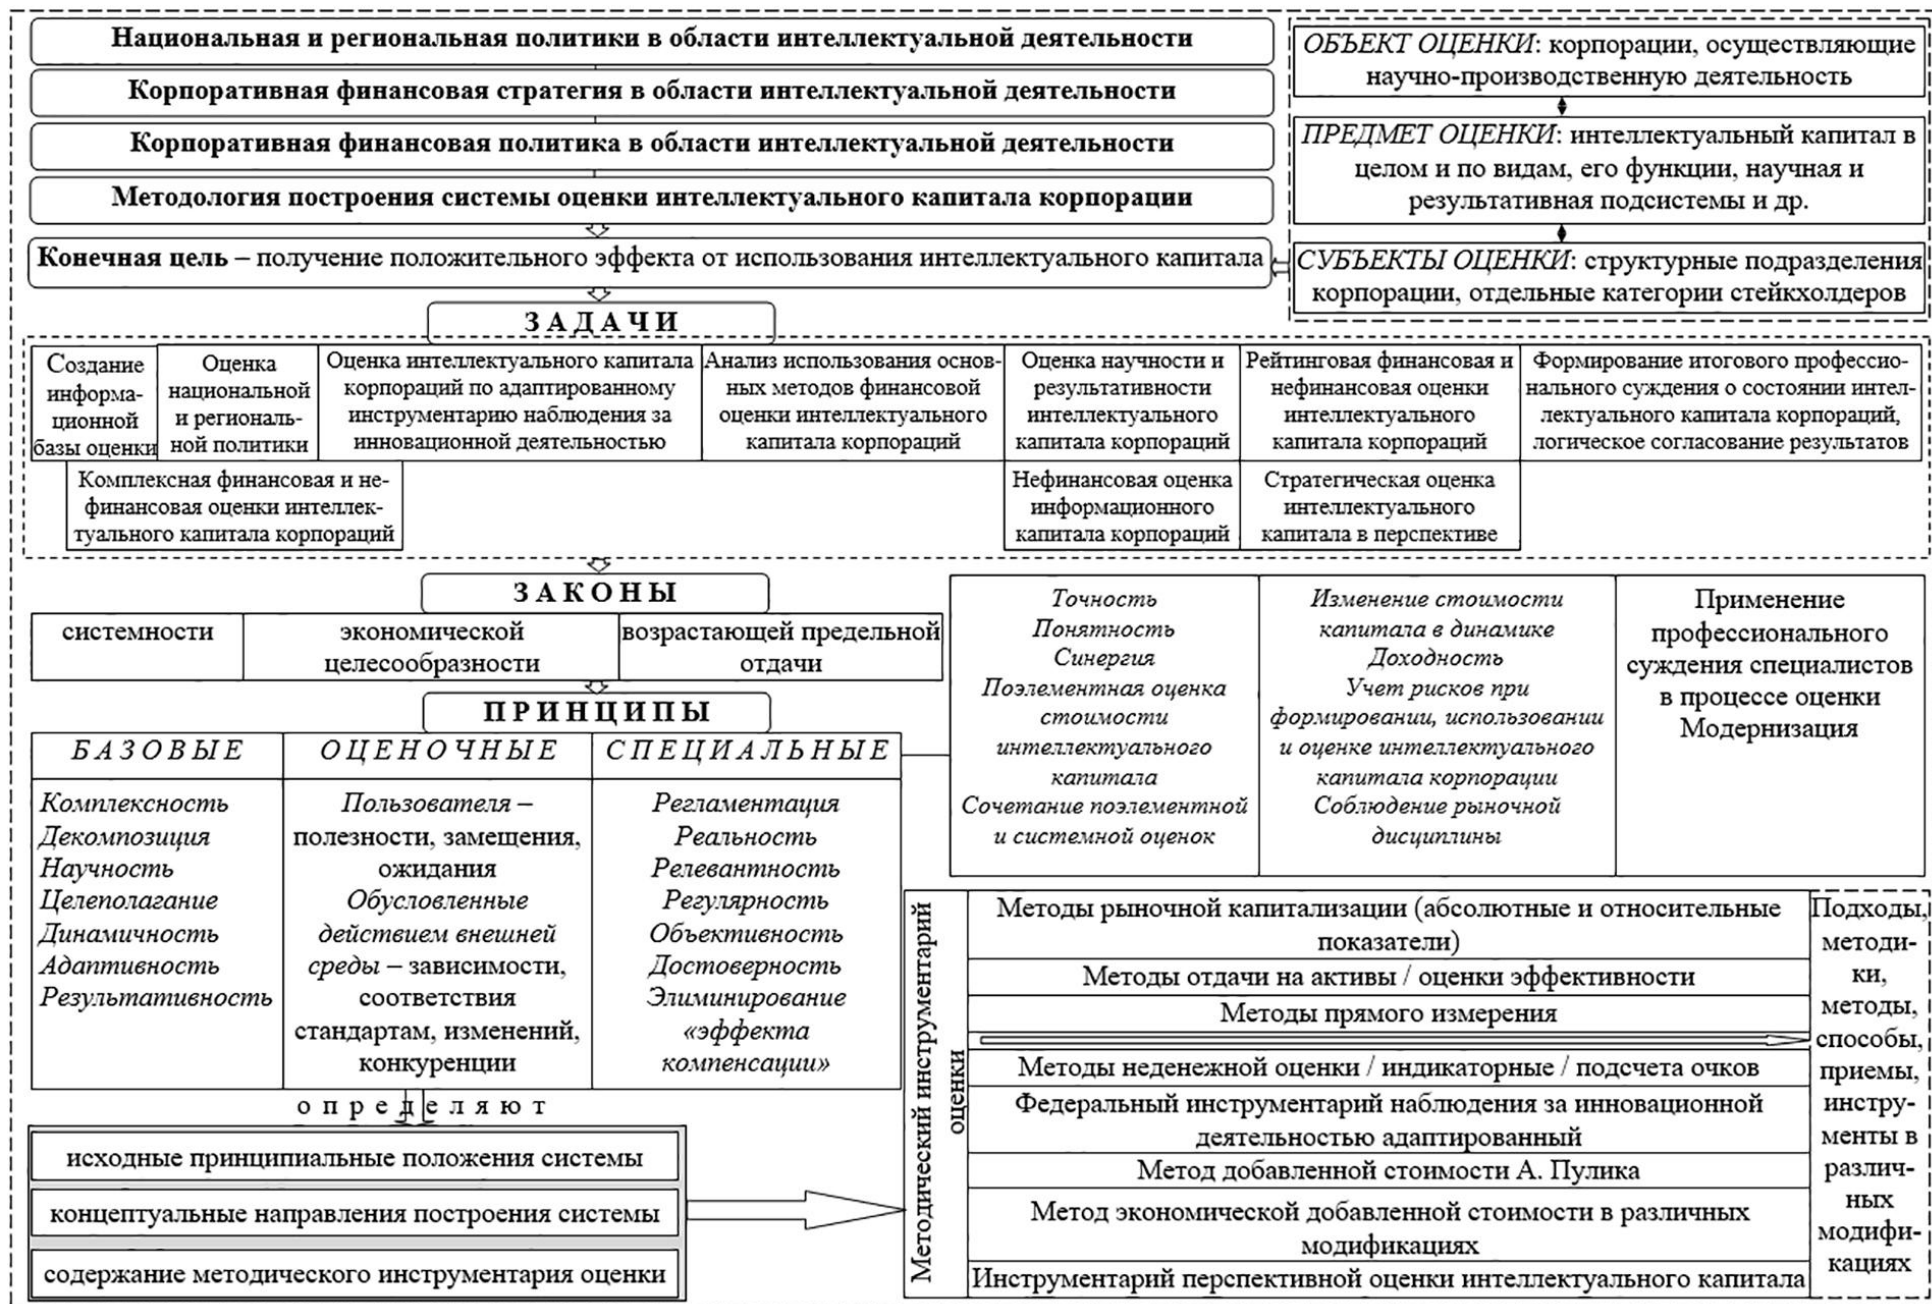 Национальная и региональная политики в области интеллектуальной деятельности
Корпоративная финансовая стратегия в области интеллектуальной деятельности
Корпоративная финансовая политика в области интеллектуальной деятельности
Методология построения системы оценки интеллектуального капитала корпорации
Конечная цель – получение положительного эффекта от использования интеллектуального капитала
ОБЪЕКТ ОЦЕНКИ: корпорации, осуществляющие
научно-производственную деятельность
ПРЕДМЕТ ОЦЕНКИ: интеллектуальный капитал в
целом и по видам, его функции, научная и
результативная подсистемы и др.
СУБЪЕКТЫ ОЦЕНКИ: структурные подразделения
корпорации, отдельные категории стейкхолдеров
ЗАДАЧИ
Создание
информа-
ционной
базы оценки
Оценка
национальной
и региональ-
ной политики
Оценка интеллектуального капитала
корпораций по адаптированному
инструментарию наблюдения за
инновационной деятельностью
Анализ использования основ-
ных методов финансовой
оценки интеллектуального
капитала корпораций
Оценка научности и
результативности
интеллектуального
капитала корпораций
Рейтинговая финансовая и
нефинансовая оценки
интеллектуального
капитала корпораций
Формирование итогового профессио-
нального суждения о состоянии интел-
лектуального капитала корпораций,
логическое согласование результатов
Комплексная финансовая и не-
финансовая оценки интеллек-
туального капитала корпораций
Нефинансовая оценка
информационного
капитала корпораций
Стратегическая оценка
интеллектуального
капитала в перспективе
ЗАКОНЫ
системности
экономической
целесообразности
возрастающей предельной
отдачи
ПРИНЦИПЫ
БАЗОВЫЕ
Комплексность
Декомпозиция
Научность
Целеполагание
Динамичность
Адаптивность
Результативность
ОЦЕНОЧНЫЕ
Пользователя –
полезности, замещения,
ожидания
Обусловленные
действием внешней
среды – зависимости,
соответствия
стандартам, изменений,
конкуренции
СПЕЦИАЛЬНЫЕ
Регламентация
Реальность
Релевантность
Регулярность
Объективность
Достоверность
Элиминирование
«эффекта
компенсации»
Точность
Понятность
Синергия
Поэлементная оценка
стоимости
интеллектуального
капитала
Сочетание поэлементной
и системной оценок
Изменение стоимости
капитала в динамике
Доходность
Учет рисков при
формировании, использовании
и оценке интеллектуального
капитала корпорации
Соблюдение рыночной
дисциплины
Применение
профессионального
суждения специалистов
в процессе оценки
Модернизация
определяют
исходные принципиальные положения системы
концептуальные направления построения системы
содержание методического инструментария оценки
Методический инструментарий
оценки
Методы рыночной капитализации (абсолютные и относительные
показатели)
Методы отдачи на активы / оценки эффективности
Методы прямого измерения
Методы неденежной оценки / индикаторные / подсчета очков
Федеральный инструментарий наблюдения за инновационной
деятельностью адаптированный
Метод добавленной стоимости А. Пулика
Метод экономической добавленной стоимости в различных
модификациях
Инструментарий перспективной оценки интеллектуального капитала
Подходы,
методи-
ки,
методы,
способы,
приемы,
инстру-
менты в
различ-
ных
модифи-
кациях